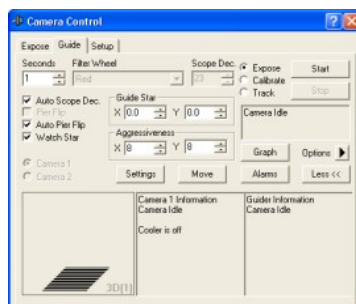 Camera Control
Expose Guide Setup
Seconds Filter Wheel Scope Dec.
1 Red 23
Expose Start
Calibrate
Track Stop
Auto Scope Dec.
Pier Flip
Auto Pier Flip
Watch Star
Guide Star
X 0.0 Y 0.0
Aggressiveness
X 8 Y 8
Camera Idle
Camera 1
Camera 2
Settings Move
Graph Options
Alarms Less <<
Camera 1 Information
Camera Idle
Cooler is off
Guider Information
Camera Idle
3D[1]